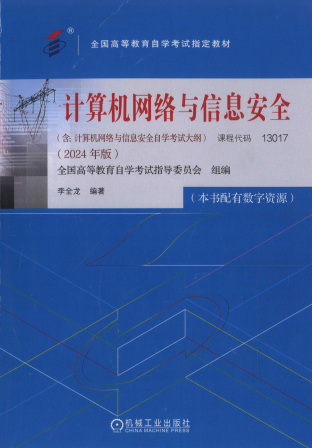 全国高等教育自学考试指定教材
计算机网络与信息安全
（含：计算机网络与信息安全自学考试大纲） 课程代码 13017
（2024 年版）
全国高等教育自学考试指导委员会 组编
李全龙 编著
（本书配有数字资源）
机械工业出版社
CHINA MACHINE PRESS